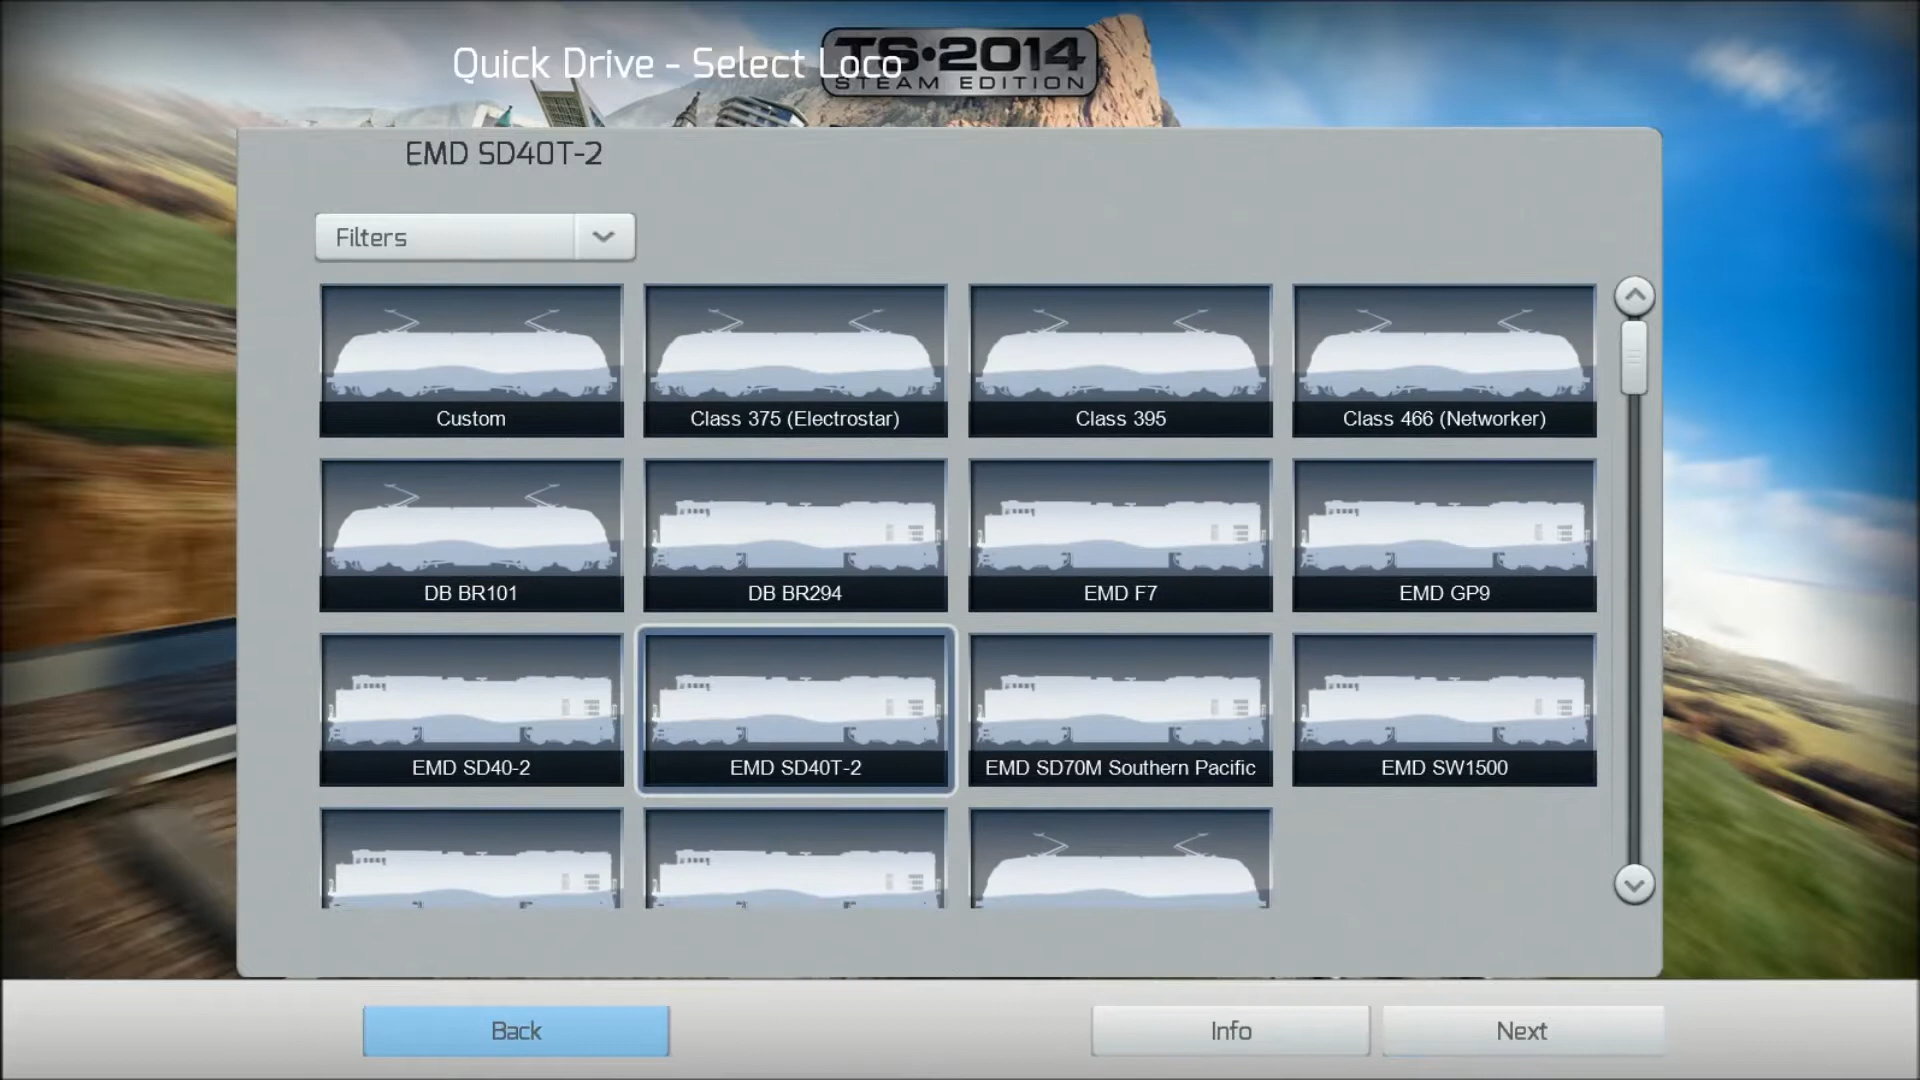 TS•2014
STEAM EDITION
Quick Drive - Select Loco
EMD SD40T-2
Filters
Custom
Class 375 (Electrostar)
Class 395
Class 466 (Networker)
DB BR101
DB BR294
EMD F7
EMD GP9
EMD SD40-2
EMD SD40T-2
EMD SD70M Southern Pacific
EMD SW1500
Back
Info
Next